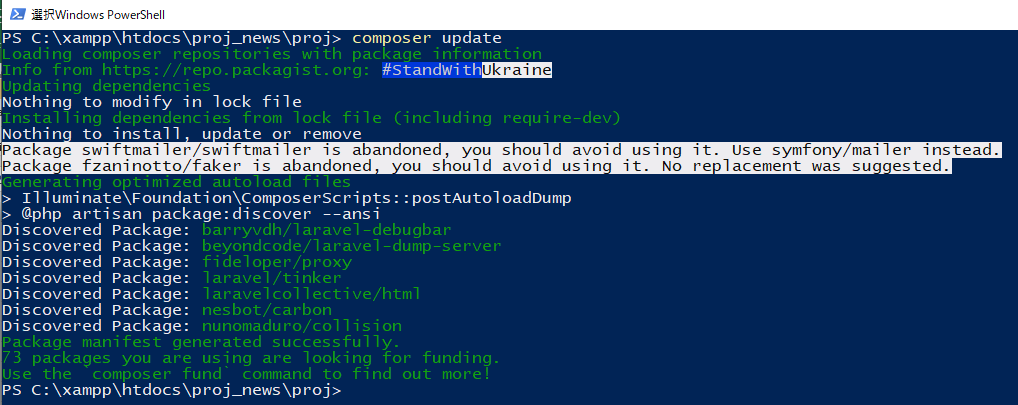 選択Windows PowerShell
PS C:\xampp\htdocs\proj_news\proj> composer update
Loading composer repositories with package information
Info from https://repo.packagist.org: #StandWithUkraine
Updating dependencies
Nothing to modify in lock file
Installing dependencies from lock file (including require-dev)
Nothing to install, update or remove
Package swiftmailer/swiftmailer is abandoned, you should avoid using it. Use symfony/mailer instead.
Package fzaninotto/faker is abandoned, you should avoid using it. No replacement was suggested.
Generating optimized autoload files
> Illuminate\Foundation\ComposerScripts::postAutoloadDump
> @php artisan package:discover --ansi
Discovered Package: barryvdh/laravel-debugbar
Discovered Package: beyondcode/laravel-dump-server
Discovered Package: fideloper/proxy
Discovered Package: laravel/tinker
Discovered Package: laravelcollective/html
Discovered Package: nesbot/carbon
Discovered Package: nunomaduro/collision
Package manifest generated successfully.
73 packages you are using are looking for funding.
Use the `composer fund` command to find out more!
PS C:\xampp\htdocs\proj_news\proj>